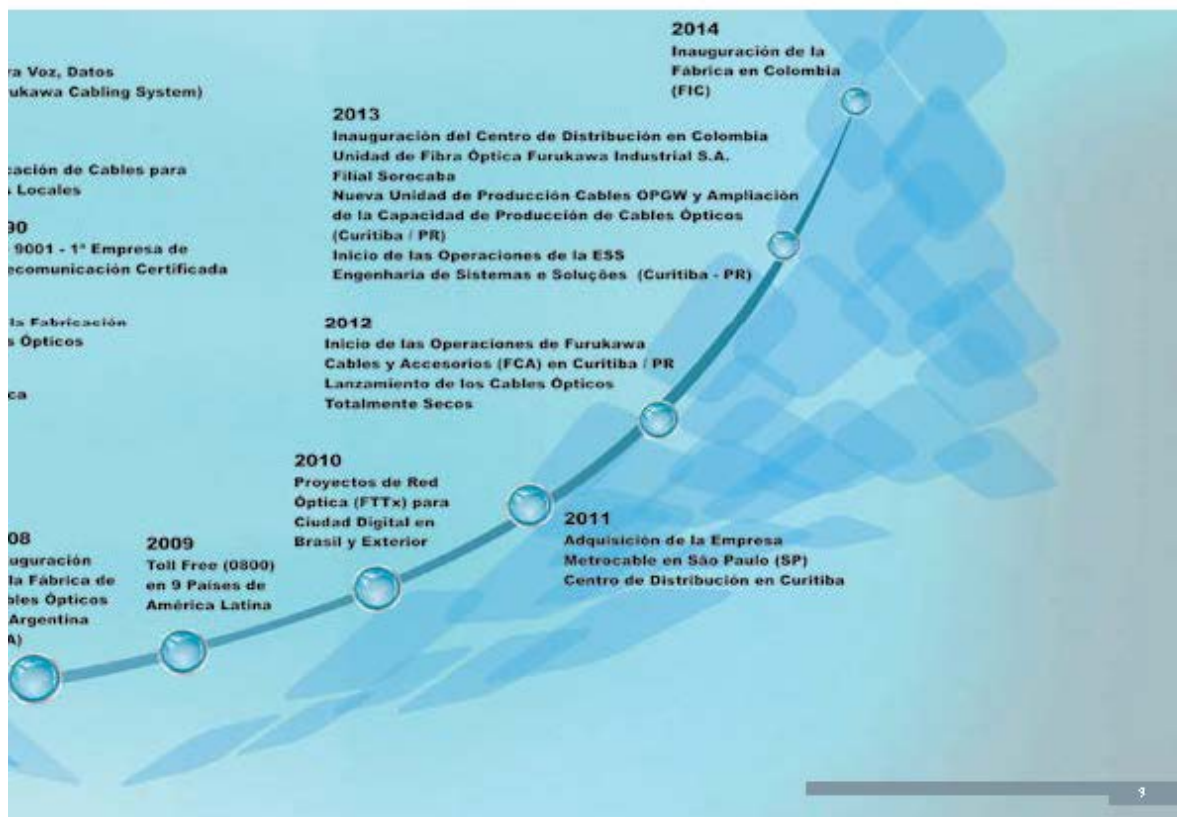 2014
Inauguración de la
Fábrica en Colombia
(FIC)
Voz, Datos
Cabling System)
de Cables para
Locales
9001 - 1ª Empresa de
Certificada
la Fabricación
Ópticos
2013
Inauguración del Centro de Distribución en Colombia
Unidad de Fibra Óptica Furukawa Industrial S.A.
Filial Sorocaba
Nueva Unidad de Producción Cables OPGW y Ampliación
de la Capacidad de Producción de Cables Ópticos
(Curitiba / PR)
Inicio de las Operaciones de la ESS
Engenharia de Sistemas e Soluções (Curitiba - PR)
2012
Inicio de las Operaciones de Furukawa
Cables y Accesorios (FCA) en Curitiba / PR
Lanzamiento de los Cables Ópticos
Totalmente Secos
2010
Proyectos de Red
Óptica (FTTx) para
Ciudad Digital en
Brasil y Exterior
2011
Adquisición de la Empresa
Metrocable en São Paulo (SP)
Centro de Distribución en Curitiba
la Fábrica de
Ópticos
Argentina
2009
Toll Free (0800)
en 9 Países de
América Latina
9